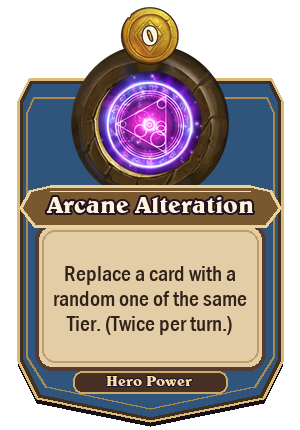 0
Arcane Alteration
Replace a card with a
random one of the same
Tier. (Twice per turn.)
Hero Power